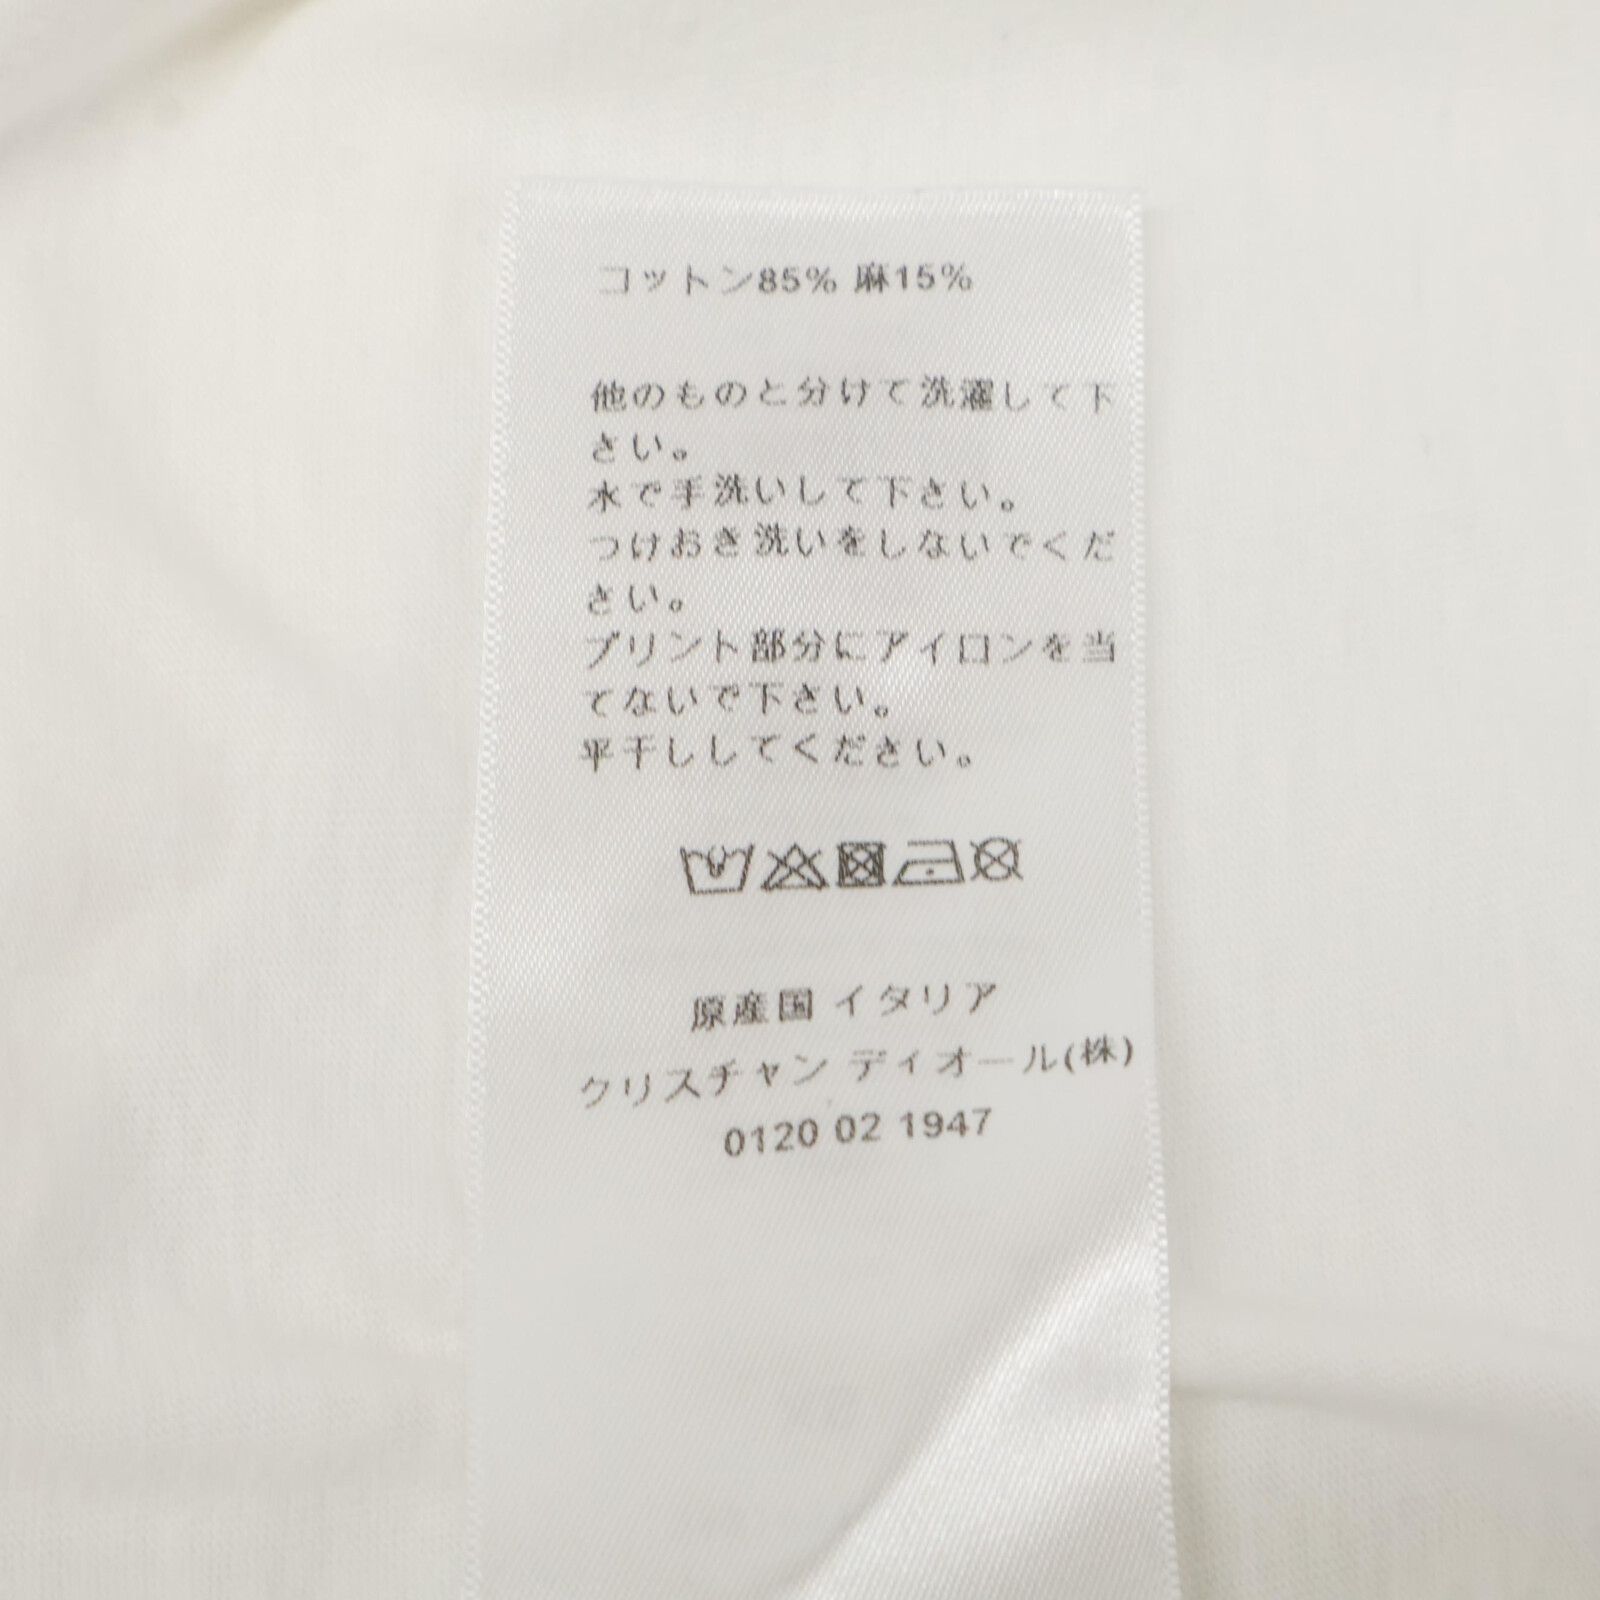 コットン85% 麻15%
他のものと分けて洗濯して下
さい。
水で手洗いして下さい。
つけおき洗いをしないでくだ
さい。
プリント部分にアイロンを当
てないで下さい。
平干ししてください。
原産国 イタリア
クリスチャン ディオール(株)
0120 02 1947